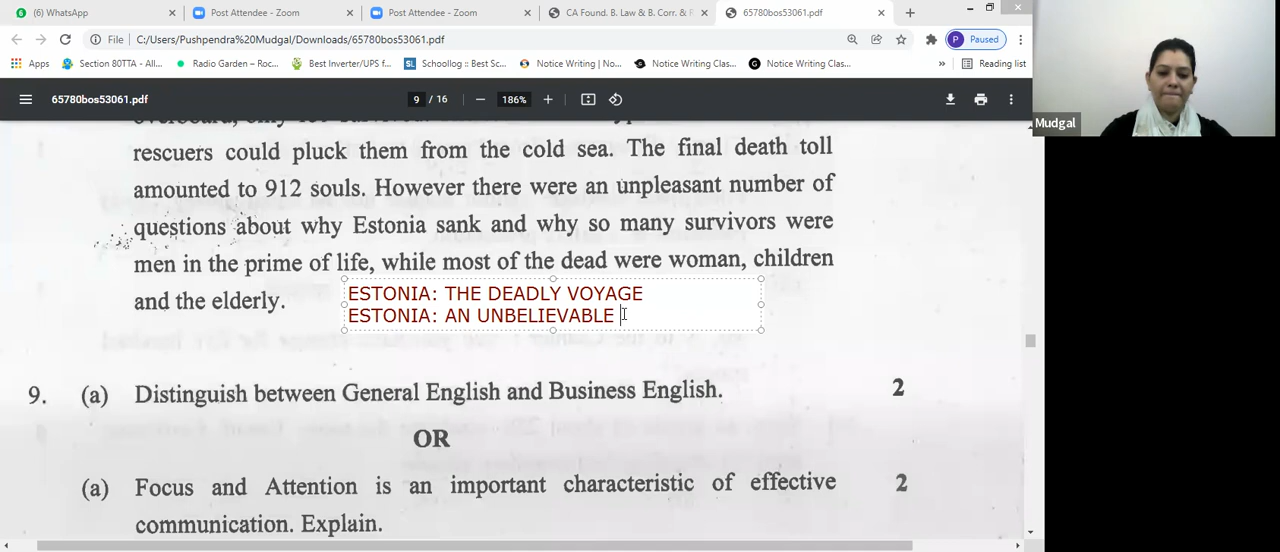 (6) WhatsApp
Post Attendee - Zoom
Post Attendee - Zoom
CA Found. B. Law & B. Corr. & R
65780bos53061.pdf
File
C:/Users/Pushpendra%20Mudgal/Downloads/65780bos53061.pdf
P Paused
Apps
Section 80TTA - All...
Radio Garden – Roc...
Best Inverter/UPS f...
Schoollog :: Best Sc...
Notice Writing | No...
Notice Writing Clas...
Notice Writing Clas...
Reading list
65780bos53061.pdf
9 / 16
186%
Mudgal
rescuers could pluck them from the cold sea. The final death toll
amounted to 912 souls. However there were an unpleasant number of
questions about why Estonia sank and why so many survivors were
men in the prime of life, while most of the dead were woman, children
and the elderly.
ESTONIA: THE DEADLY VOYAGE
ESTONIA: AN UNBELIEVABLE
9. (a) Distinguish between General English and Business English. 2
OR
(a) Focus and Attention is an important characteristic of effective 2
communication. Explain.